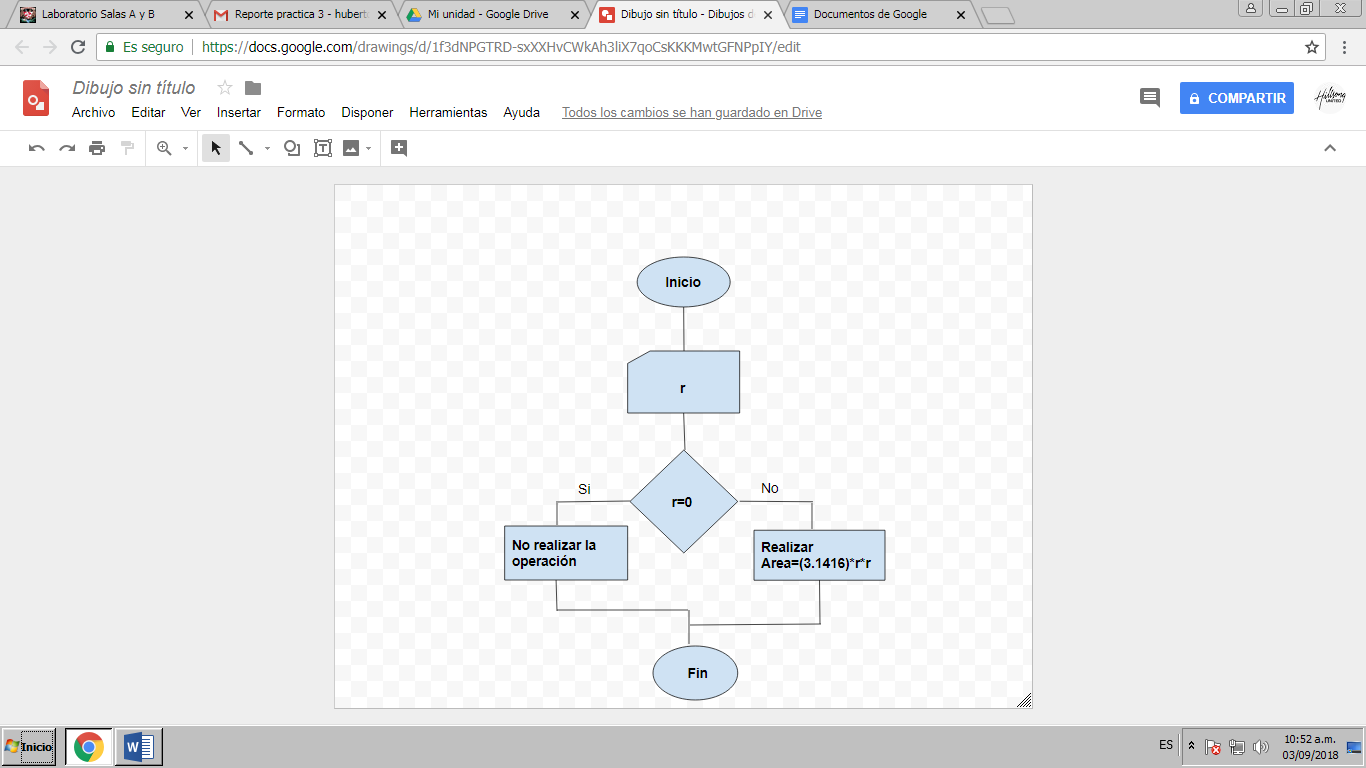 Laboratorio Salas A y B
Reporte practica 3 - hubert
Mi unidad - Google Drive
Dibujo sin título - Dibujos d
Documentos de Google
Es seguro
https://docs.google.com/drawings/d/1f3dNPGTRD-sxXXHvCWkAh3liX7qoCsKKKMwtGFNPpIY/edit
Dibujo sin título
Archivo Editar Ver Insertar Formato Disponer Herramientas Ayuda Todos los cambios se han guardado en Drive
COMPARTIR
Hillsong
UNITED
Inicio
r
r=0
Si
No
No realizar la
operación
Realizar
Area=(3.1416)*r*r
Fin
Inicio
W
ES
10:52 a.m.
03/09/2018